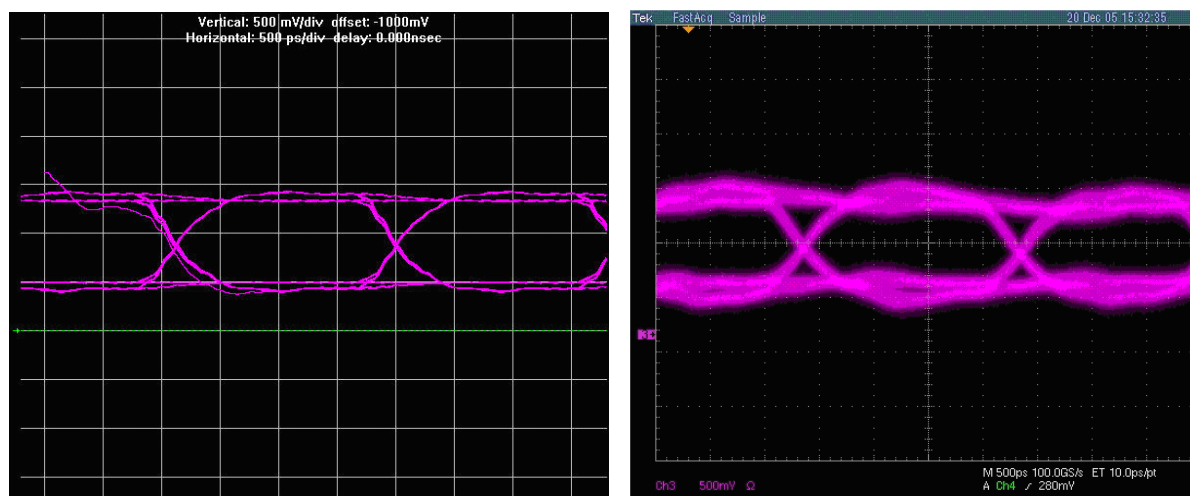 Vertical: 500 mV/div offset: -1000mV
Horizontal: 500 ps/div delay: 0.000nsec
Tek FastAcq Sample 20 Dec 05 15:32:35
3
M 500ps 100.0GS/s ET 10.0ps/pt
Ch3 500mV Ω A Ch4 ∫ 280mV